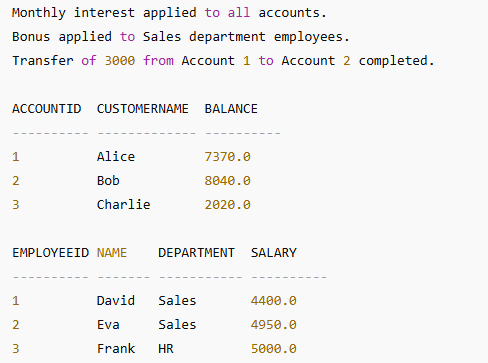 Monthly interest applied to all accounts.
Bonus applied to Sales department employees.
Transfer of 3000 from Account 1 to Account 2 completed.
ACCOUNTID  CUSTOMERNAME  BALANCE
---------- ------------- ----------
1          Alice         7370.0
2          Bob           8040.0
3          Charlie       2020.0
EMPLOYEEID NAME    DEPARTMENT  SALARY
---------- ------- ----------- ----------
1          David   Sales       4400.0
2          Eva     Sales       4950.0
3          Frank   HR          5000.0